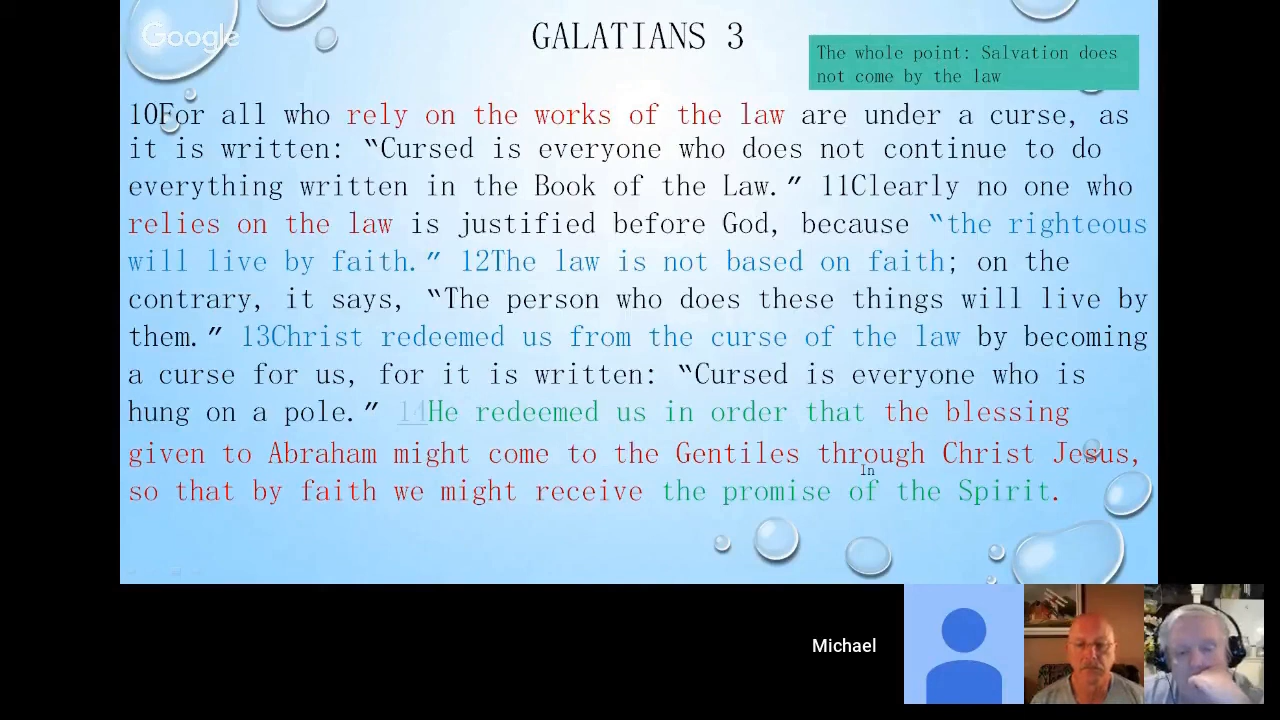 Google
GALATIANS 3
The whole point: Salvation does
not come by the law
10For all who rely on the works of the law are under a curse, as
it is written: “Cursed is everyone who does not continue to do
everything written in the Book of the Law.” 11Clearly no one who
relies on the law is justified before God, because “the righteous
will live by faith.” 12The law is not based on faith; on the
contrary, it says, “The person who does these things will live by
them.” 13Christ redeemed us from the curse of the law by becoming
a curse for us, for it is written: “Cursed is everyone who is
hung on a pole.” 14He redeemed us in order that the blessing
given to Abraham might come to the Gentiles through Christ Jesus,
In
so that by faith we might receive the promise of the Spirit.
Michael